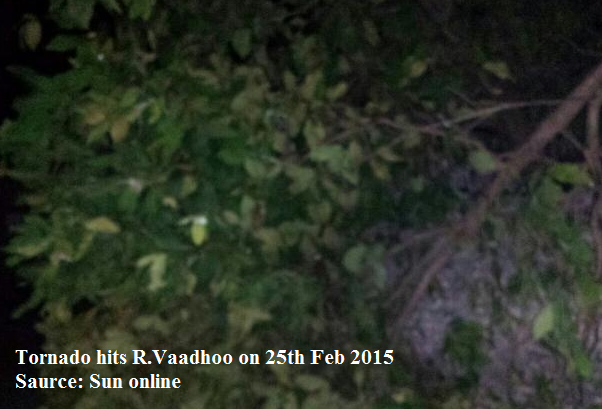 Tornado hits R.Vaadhoo on 25th Feb 2015
Saurce: Sun online